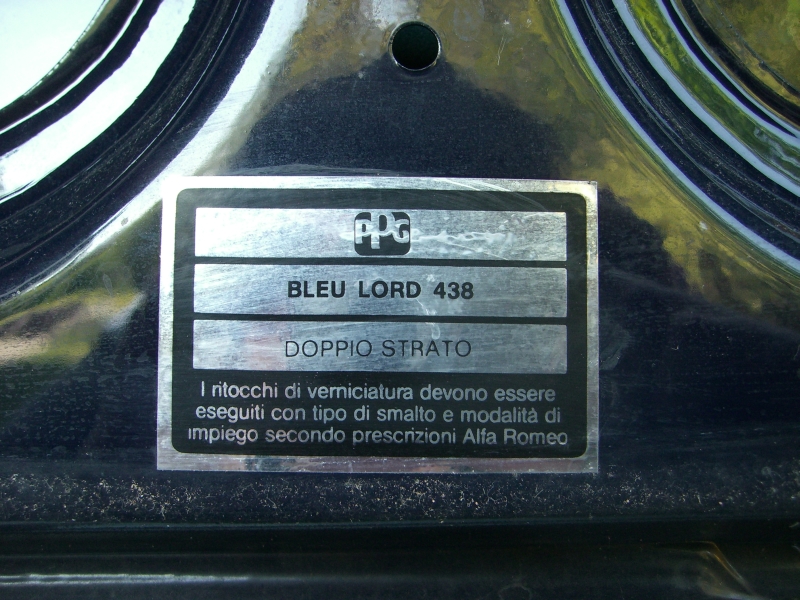 PPG
BLEU LORD 438
DOPPIO STRATO
I ritocchi di verniciatura devono essere
eseguiti con tipo di smalto e modalità di
impiego secondo prescrizioni Alfa Romeo